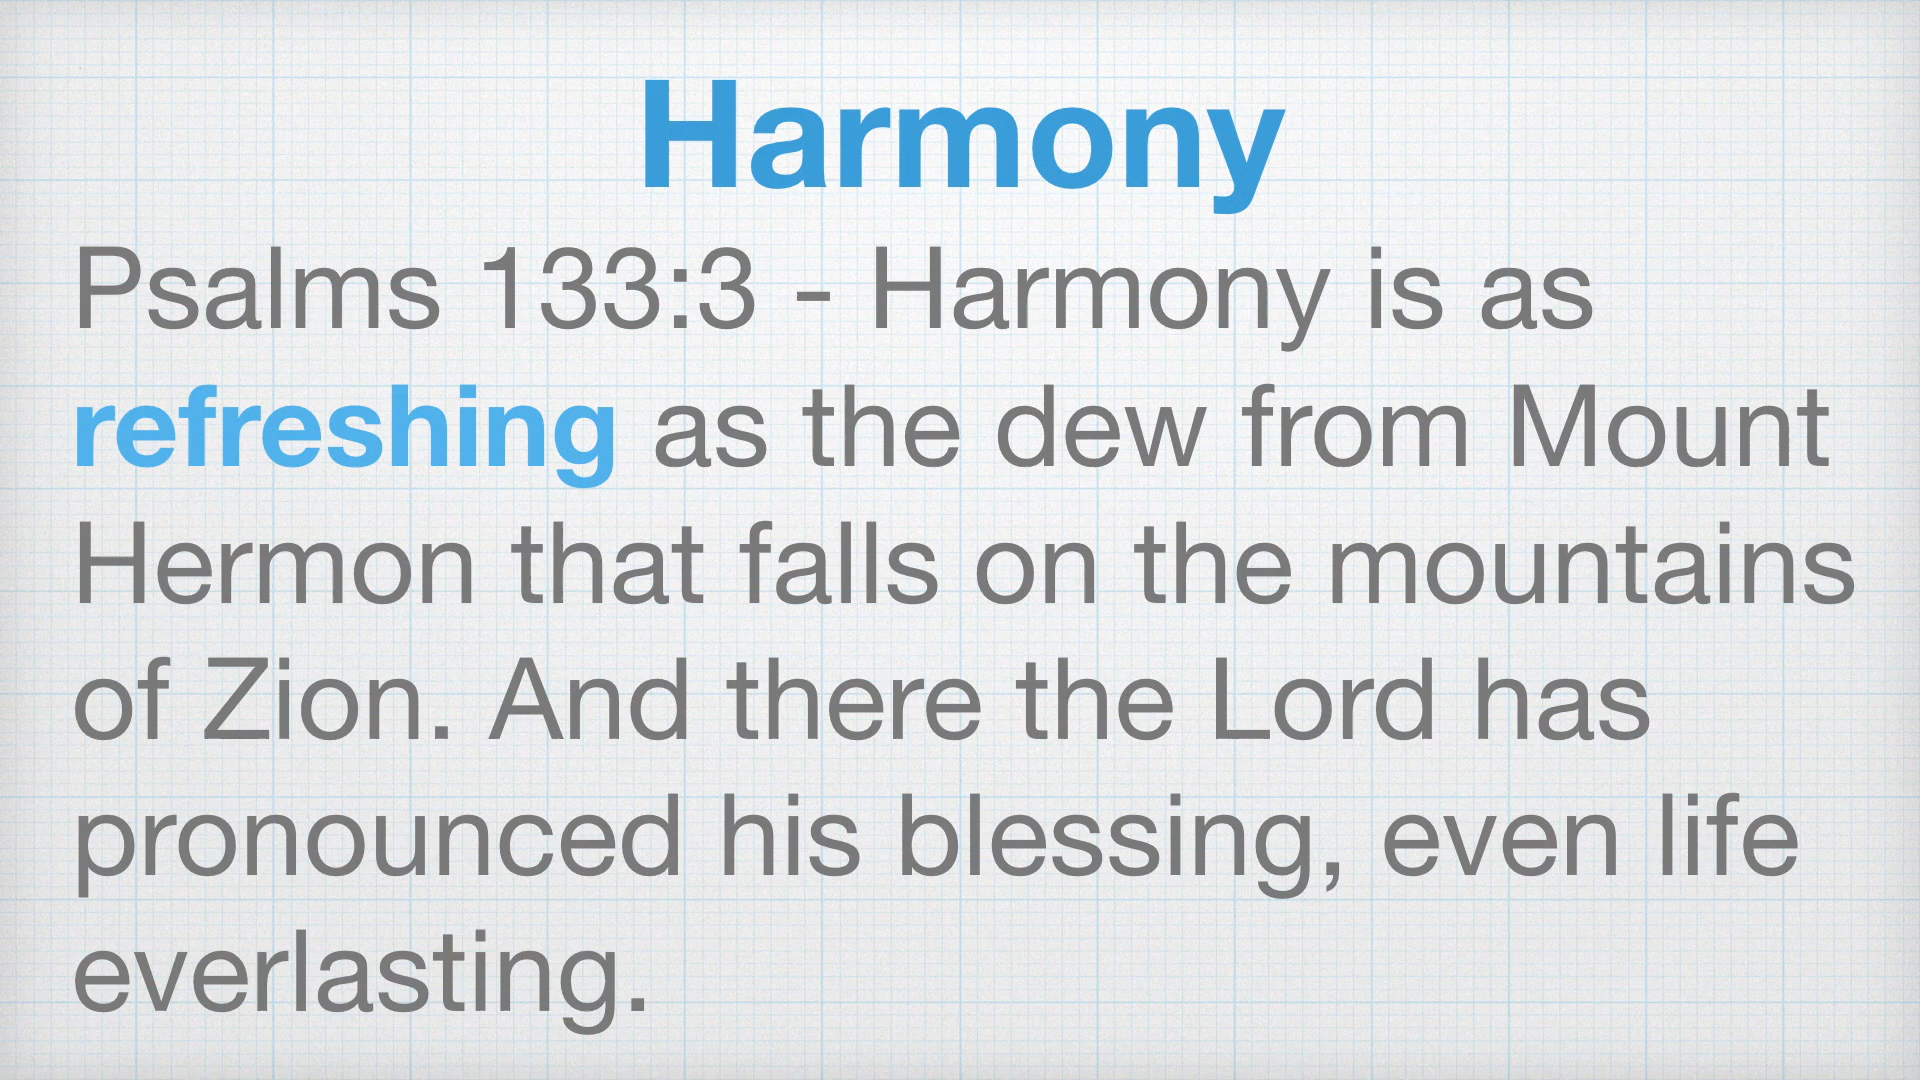 Harmony
Psalms 133:3 - Harmony is as
refreshing as the dew from Mount
Hermon that falls on the mountains
of Zion. And there the Lord has
pronounced his blessing, even life
everlasting.